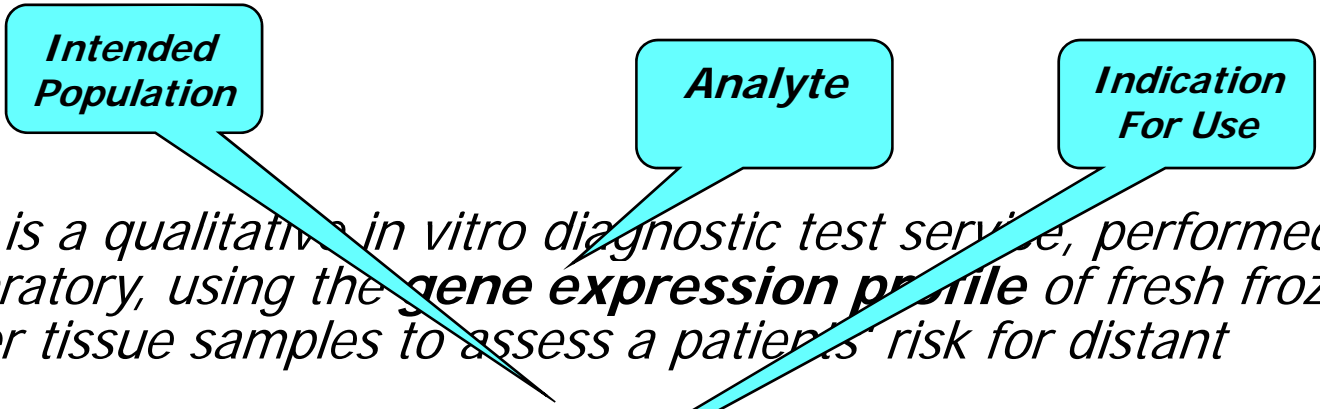 Intended
Population
Analyte
Indication
For Use
is a qualitative in vitro diagnostic test service, performed
ratory, using the gene expression profile of fresh froz
r tissue samples to assess a patients' risk for distant